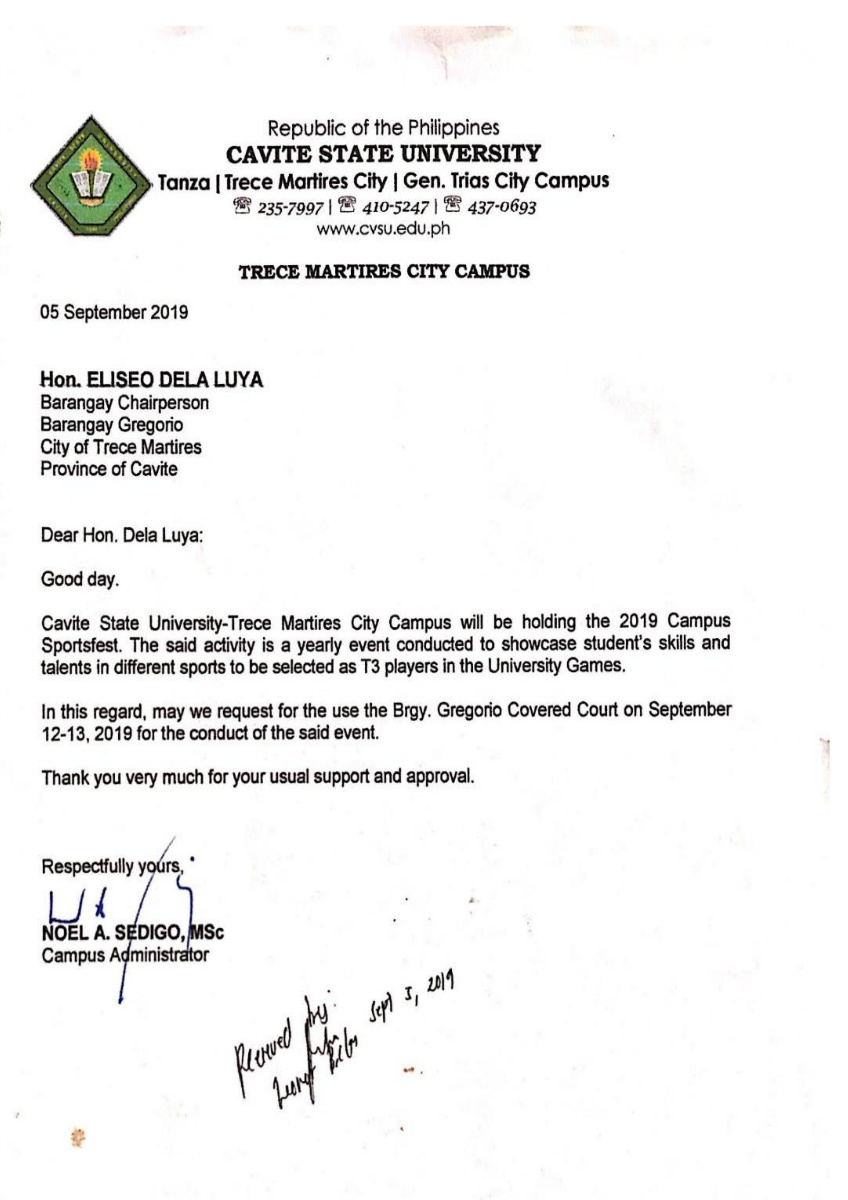 Republic of the Philippines
CAVITE STATE UNIVERSITY
Tanza | Trece Martires City | Gen. Trias City Campus
☎ 235-7997 | ☎ 410-5247 | ☎ 437-0693
www.cvsu.edu.ph
TRECE MARTIRES CITY CAMPUS
05 September 2019
Hon. ELISEO DELA LUYA
Barangay Chairperson
Barangay Gregorio
City of Trece Martires
Province of Cavite
Dear Hon. Dela Luya:
Good day.
Cavite State University-Trece Martires City Campus will be holding the 2019 Campus
Sportsfest. The said activity is a yearly event conducted to showcase student's skills and
talents in different sports to be selected as T3 players in the University Games.
In this regard, may we request for the use the Brgy. Gregorio Covered Court on September
12-13, 2019 for the conduct of the said event.
Thank you very much for your usual support and approval.
Respectfully yours,
NOEL A. SEDIGO, MSc
Campus Administrator
Received by: Sept 5, 2019